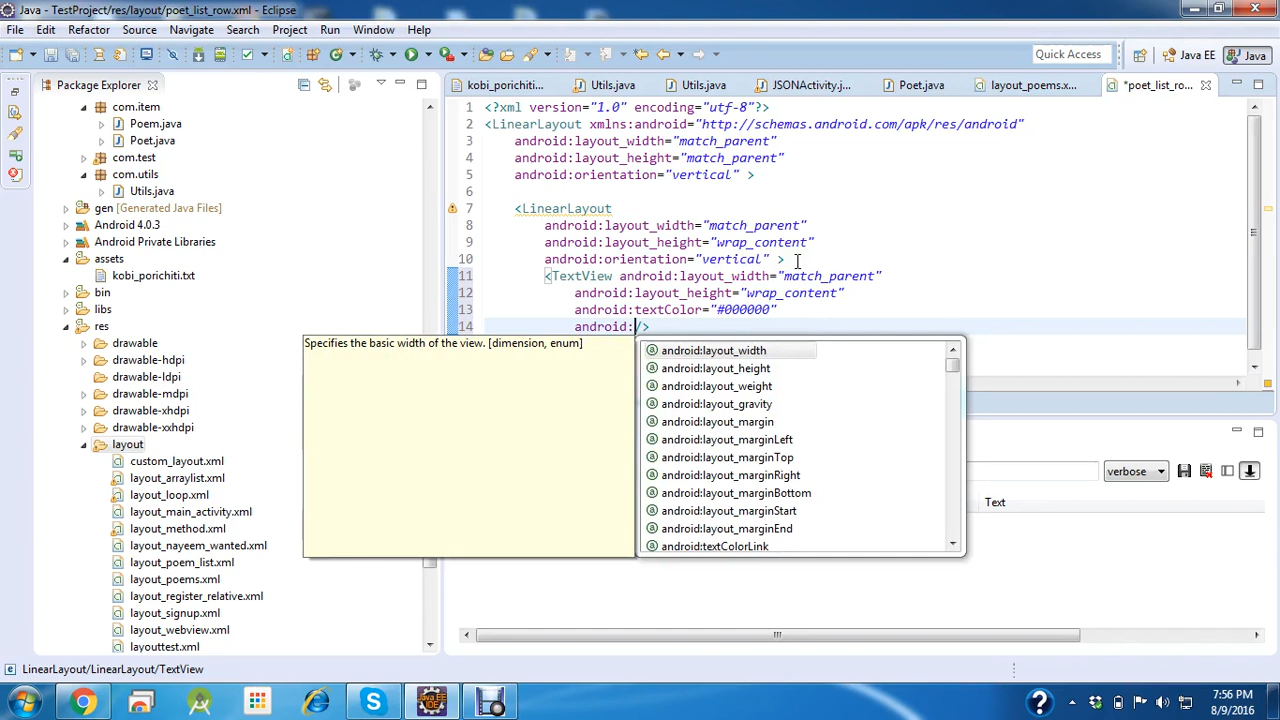 Java - TestProject/res/layout/poet_list_row.xml - Eclipse
File Edit Refactor Source Navigate Search Project Run Window Help
Quick Access
Java EE
Java
Package Explorer
com.item
Poem.java
Poet.java
com.test
com.utils
Utils.java
gen [Generated Java Files]
Android 4.0.3
Android Private Libraries
assets
kobi_porichiti.txt
bin
libs
res
drawable
drawable-hdpi
drawable-ldpi
drawable-mdpi
drawable-xhdpi
drawable-xxhdpi
layout
custom_layout.xml
layout_arraylist.xml
layout_loop.xml
layout_main_activity.xml
layout_method.xml
layout_nayeem_wanted.xml
layout_poem_list.xml
layout_poems.xml
layout_register_relative.xml
layout_signup.xml
layout_webview.xml
layouttest.xml
kobi_porichiti... Utils.java Utils.java JSONActivity.j... Poet.java layout_poems.x... *poet_list_ro...
1 <?xml version="1.0" encoding="utf-8"?>
2 <LinearLayout xmlns:android="http://schemas.android.com/apk/res/android"
3 android:layout_width="match_parent"
4 android:layout_height="match_parent"
5 android:orientation="vertical" >
6
7 <LinearLayout
8 android:layout_width="match_parent"
9 android:layout_height="wrap_content"
10 android:orientation="vertical" >
11 <TextView android:layout_width="match_parent"
12 android:layout_height="wrap_content"
13 android:textColor="#000000"
14 android:/>
Specifies the basic width of the view. [dimension, enum]
android:layout_width
android:layout_height
android:layout_weight
android:layout_gravity
android:layout_margin
android:layout_marginLeft
android:layout_marginTop
android:layout_marginRight
android:layout_marginBottom
android:layout_marginStart
android:layout_marginEnd
android:textColorLink
verbose
Text
LinearLayout/LinearLayout/TextView
7:56 PM
8/9/2016